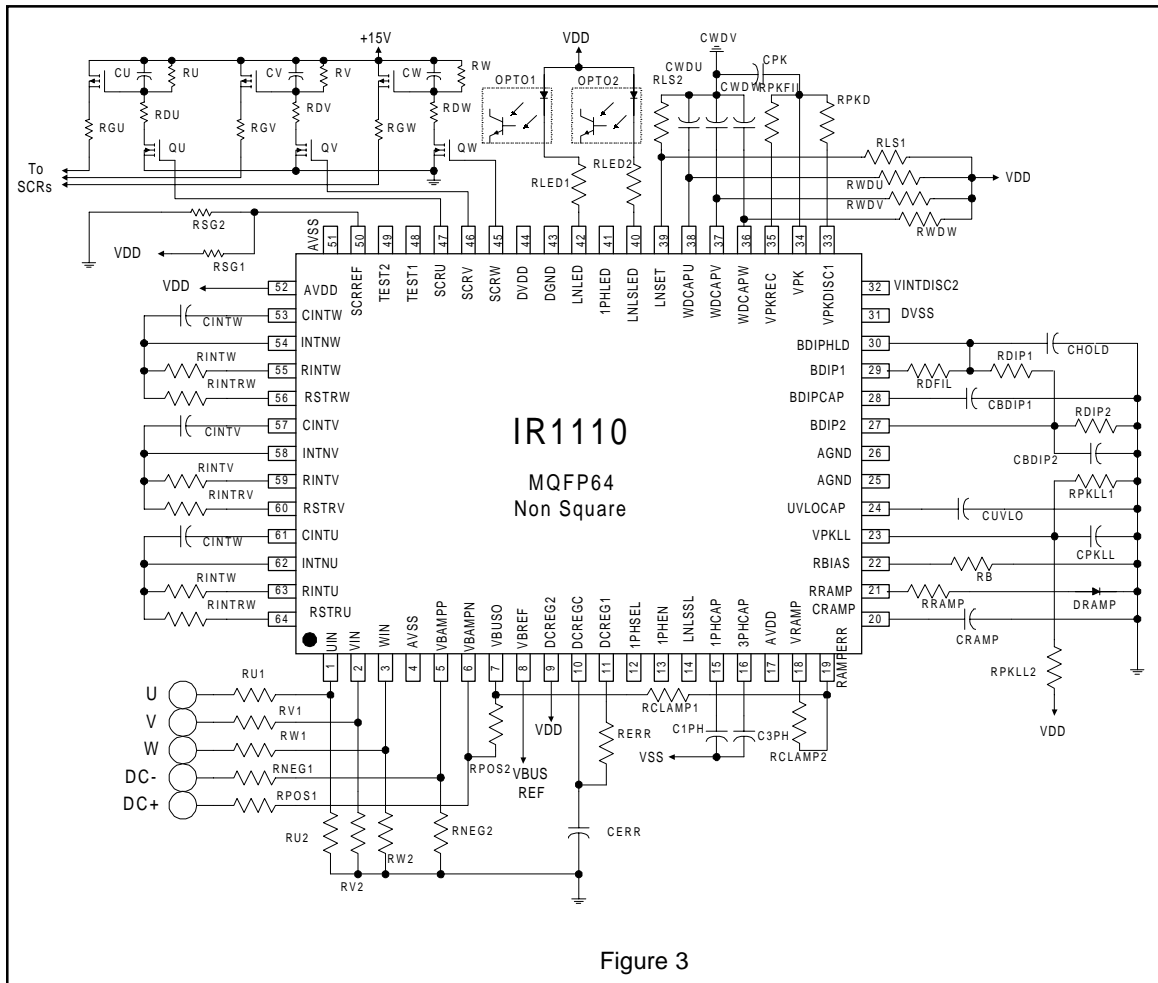 +15V
VDD
CWDV
CPK
CU
RU
CV
RV
CW
RW
OPTO1
OPTO2
RLS2
CWDU
CWDW
RPKFIL
RPKD
RDU
RDV
RDW
RGU
QU
RGV
QV
RGW
QW
RLED1
RLED2
RLS1
RWDU
RWDV
RWDW
VDD
To
SCRs
RSG2
VDD
RSG1
AVSS
51
50
49
48
47
46
45
44
43
42
41
40
39
38
37
36
35
34
33
SCRREF
TEST2
TEST1
SCRU
SCRV
SCRW
DVDD
DGND
LNLED
1PHLED
LNLSLED
LNSET
WDCAPU
WDCAPV
WDCAPW
VPKREC
VPK
VPKDISC1
VDD
52 AVDD
CINTW 53 CINTW
54 INTNW
RINTW 55 RINTW
RINTRW 56 RSTRW
CINTV 57 CINTV
58 INTNV
RINTV 59 RINTV
RINTRV 60 RSTRV
CINTW 61 CINTU
62 INTNU
RINTW 63 RINTU
RINTRW 64 RSTRU
IR1110
MQFP64
Non Square
32 VINTDISC2
31 DVSS
BDIPHLD 30 CHOLD
BDIP1 29 RDFIL RDIP1
BDIPCAP 28 CBDIP1
BDIP2 27 RDIP2
AGND 26 CBDIP2
AGND 25 RPKLL1
UVLOCAP 24 CUVLO
VPKLL 23 CPKLL
RBIAS 22 RB
RRAMP 21 RRAMP DRAMP
CRAMP 20 CRAMP
RPKLL2
VDD
UIN
VIN
WIN
AVSS
VBAMPP
VBAMPN
VBUSO
VBREF
DCREG2
DCREGC
DCREG1
1PHSEL
1PHEN
LNLSSL
1PHCAP
3PHCAP
AVDD
VRAMP
RAMPERR
1
2
3
4
5
6
7
8
9
10
11
12
13
14
15
16
17
18
19
U RU1
V RV1
W RW1
DC- RNEG1
DC+ RPOS1
RPOS2
VBUS
REF
VDD
RERR
RCLAMP1
C1PH
C3PH
VSS
RCLAMP2
RU2
RV2
RW2
RNEG2
CERR
Figure 3